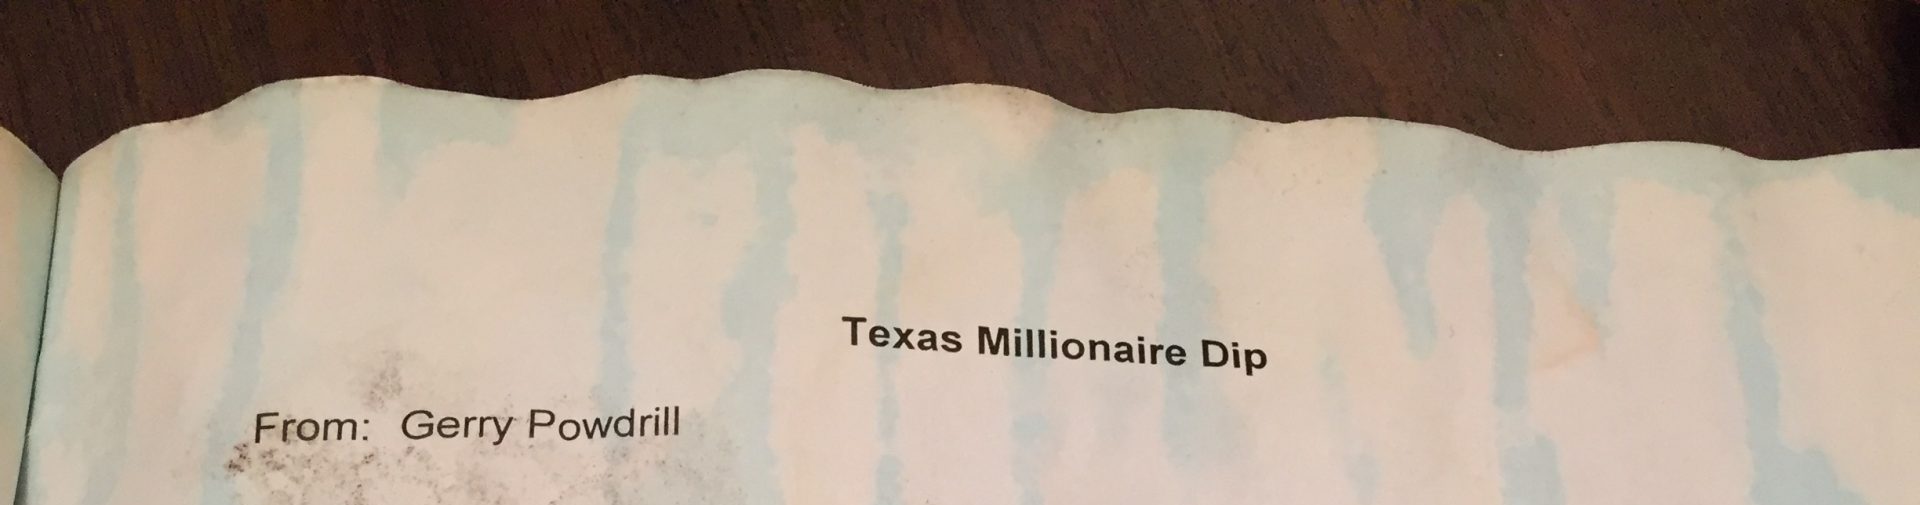 Texas Millionaire Dip
From: Gerry Powdrill